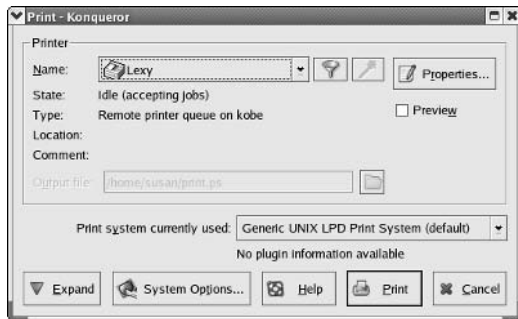 Print - Konqueror
Printer
Name: Lexy
Properties...
State: Idle (accepting jobs)
Type: Remote printer queue on kobe
Preview
Location:
Comment:
Output file: /home/susan/print.ps
Print system currently used: Generic UNIX LPD Print System (default)
No plugin information available
Expand System Options... Help Print Cancel